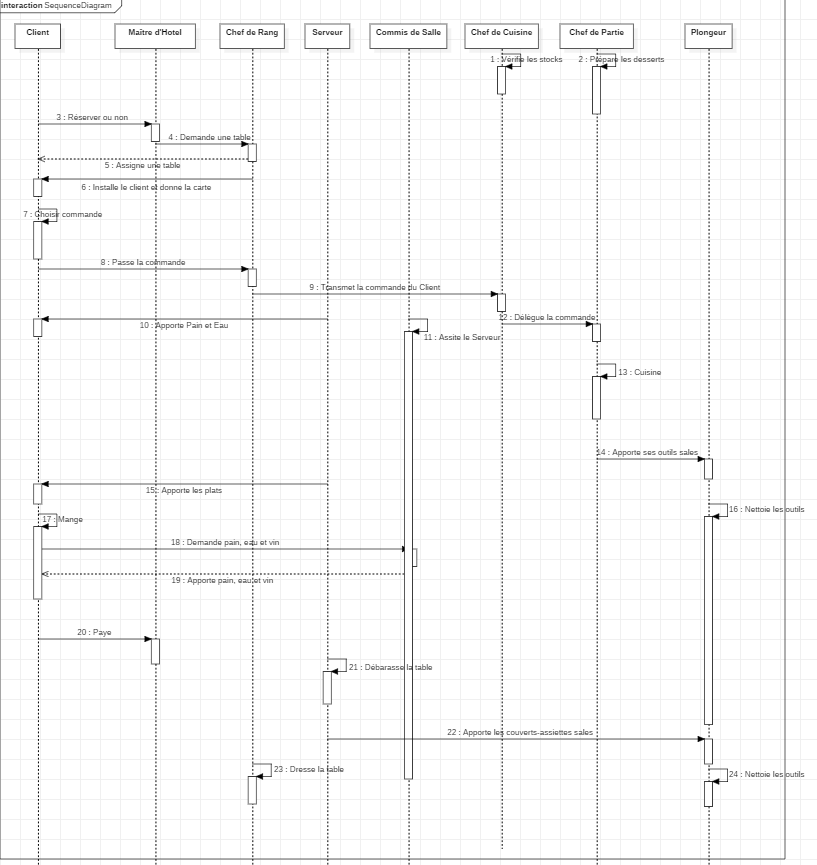 interaction SequenceDiagram
Client
Maitre d'Hotel
Chef de Rang
Serveur
Commis de Salle
Chef de Cuisine
Chef de Partie
Plongeur
1 : Vérifie les stocks
2 : Prépare les desserts
3 : Réserver ou non
4 : Demande une table
5 : Assigne une table
6 : Installe le client et donne la carte
7 : Choisir commande
8 : Passe la commande
9 : Transmet la commande du Client
10 : Apporte Pain et Eau
11 : Assite le Serveur
12 : Délègue la commande
13 : Cuisine
14 : Apporte ses outils sales
15 : Apporte les plats
16 : Nettoie les outils
17 : Mange
18 : Demande pain, eau et vin
19 : Apporte pain, eau et vin
20 : Paye
21 : Débarasse la table
22 : Apporte les couverts-assiettes sales
23 : Dresse la table
24 : Nettoie les outils